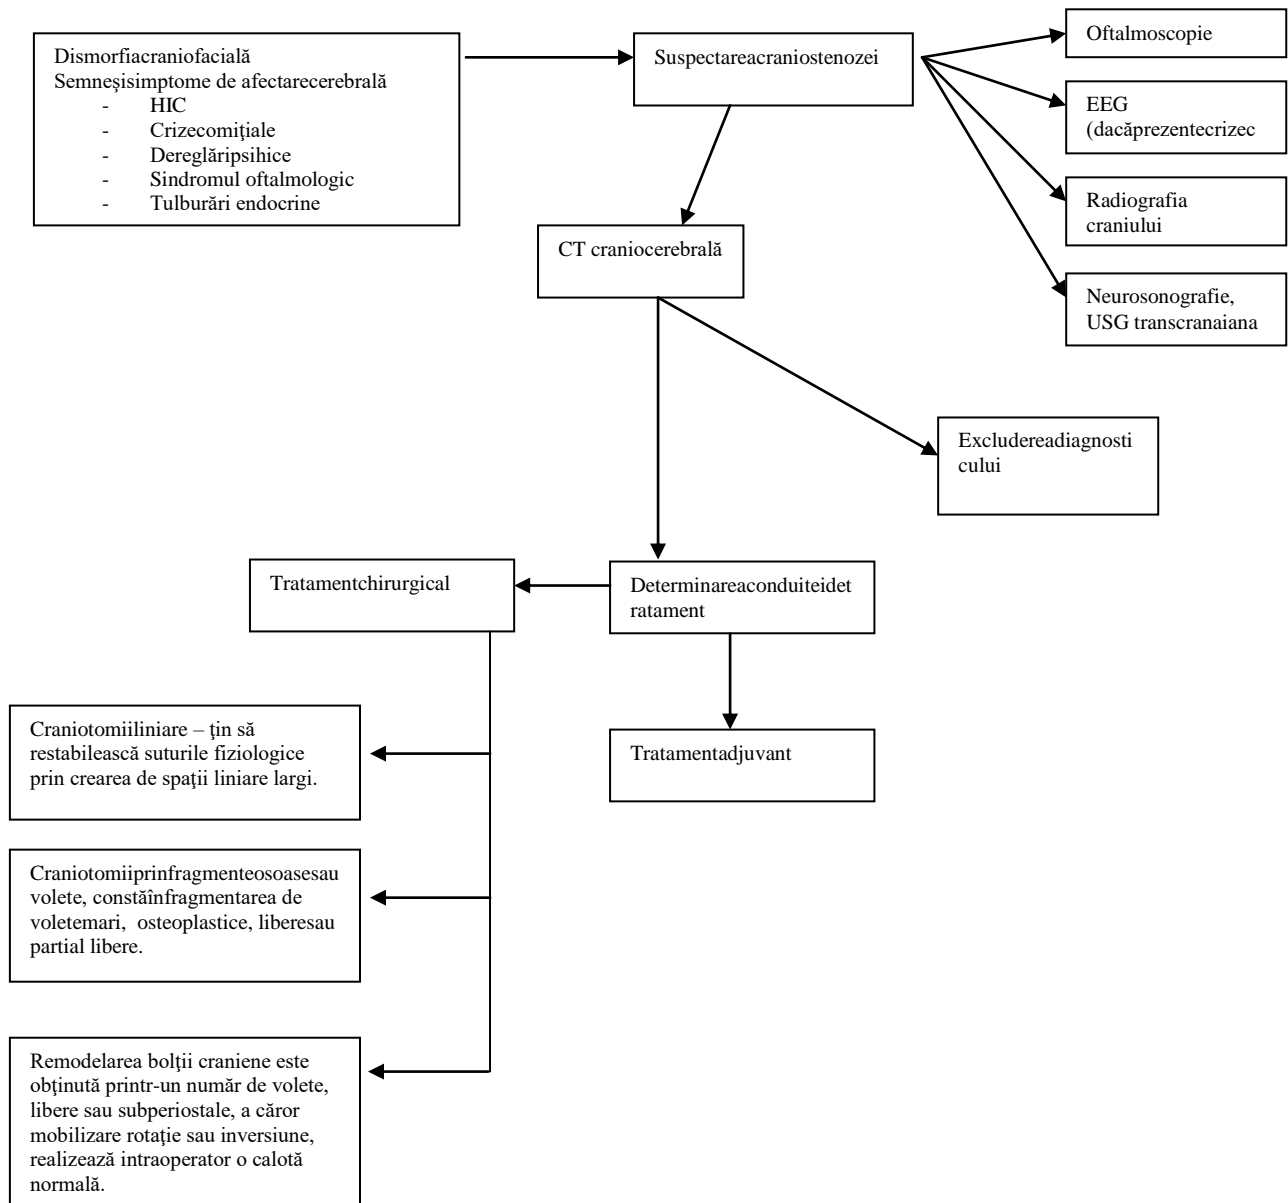 Dismorfiacraniofacială
Semneşisimptome de afectarecerebrală
- HIC
- Crizecomiţiale
- Dereglăripsihice
- Sindromul oftalmologic
- Tulburări endocrine
Suspectareacraniostenozei
Oftalmoscopie
EEG
(dacăprezentecrizec
Radiografia
craniului
Neurosonografie,
USG transcranaiana
CT craniocerebrală
Excludereadiagnosti
cului
Tratamentchirurgical
Determinareaconduiteidet
ratament
Tratamentadjuvant
Craniotomiiliniare – ţin să
restabilească suturile fiziologice
prin crearea de spaţii liniare largi.
Craniotomiiprinfragmenteosoasesau
volete, constăînfragmentarea de
voletemari, osteoplastice, liberesau
partial libere.
Remodelarea bolţii craniene este
obţinută printr-un număr de volete,
libere sau subperiostale, a căror
mobilizare rotaţie sau inversiune,
realizează intraoperator o calotă
normală.